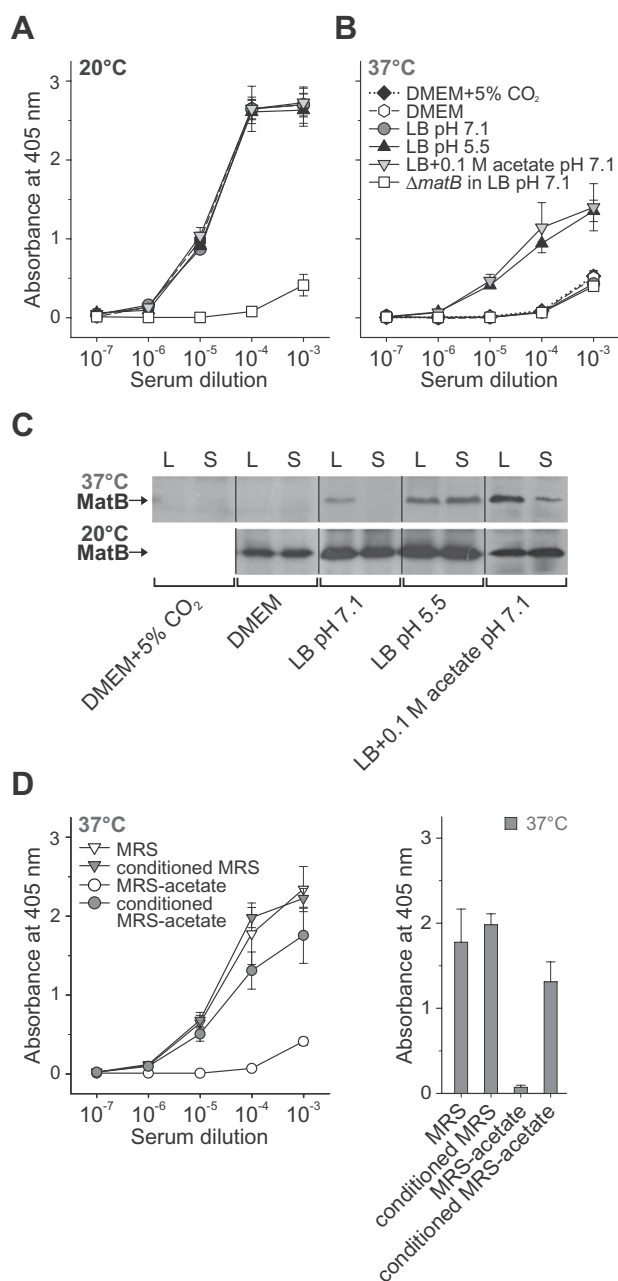 A
20°C
3
2
1
0
Absorbance at 405 nm
10⁻⁷ 10⁻⁶ 10⁻⁵ 10⁻⁴ 10⁻³
Serum dilution
B
37°C
DMEM+5% CO₂
DMEM
LB pH 7.1
LB pH 5.5
LB+0.1 M acetate pH 7.1
ΔmatB in LB pH 7.1
10⁻⁷ 10⁻⁶ 10⁻⁵ 10⁻⁴ 10⁻³
Serum dilution
C
L S L S L S L S L S
37°C
MatB
20°C
MatB
DMEM+5% CO₂
DMEM
LB pH 7.1
LB pH 5.5
LB+0.1 M acetate pH 7.1
D
37°C
MRS
conditioned MRS
MRS-acetate
conditioned
MRS-acetate
3
2
1
0
Absorbance at 405 nm
10⁻⁷ 10⁻⁶ 10⁻⁵ 10⁻⁴ 10⁻³
Serum dilution
37°C
3
2
1
0
Absorbance at 405 nm
MRS
conditioned MRS
MRS-acetate
conditioned MRS-acetate